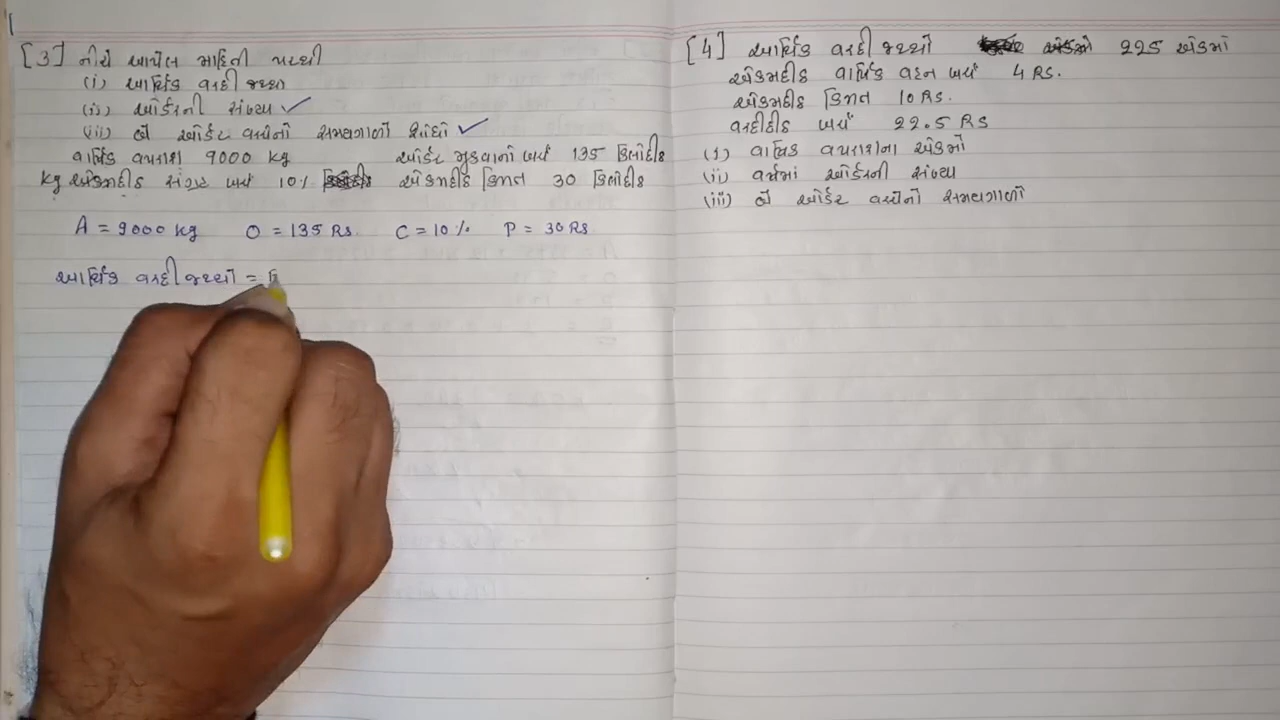 [3] નીચે આપેલ માહિતી પરથી
(i) આર્થિક વરદી જથ્થો
(ii) ઓર્ડરની સંખ્યા ✓
(iii) બે ઓર્ડર વચ્ચેનો સમયગાળો શોધો ✓
વાર્ષિક વપરાશ 9000 kg ઓર્ડર મુકવાનો ખર્ચ 135 કિલોદીઠ
kg એકમદીઠ સંગ્રહ ખર્ચ 10% એકમદીઠ કિંમત 30 કિલોદીઠ
A = 9000 kg O = 135 Rs. C = 10% P = 30 Rs
આર્થિક વરદી જથ્થો =
[4] આર્થિક વરદી જથ્થો 225 એકમો
એકમદીઠ વાર્ષિક વહન ખર્ચ 4 Rs.
એકમદીઠ કિંમત 10 Rs.
વરદીદીઠ ખર્ચ 22.5 RS
(i) વાર્ષિક વપરાશના એકમો
(ii) વર્ષમાં ઓર્ડરની સંખ્યા
(iii) બે ઓર્ડર વચ્ચેનો સમયગાળો